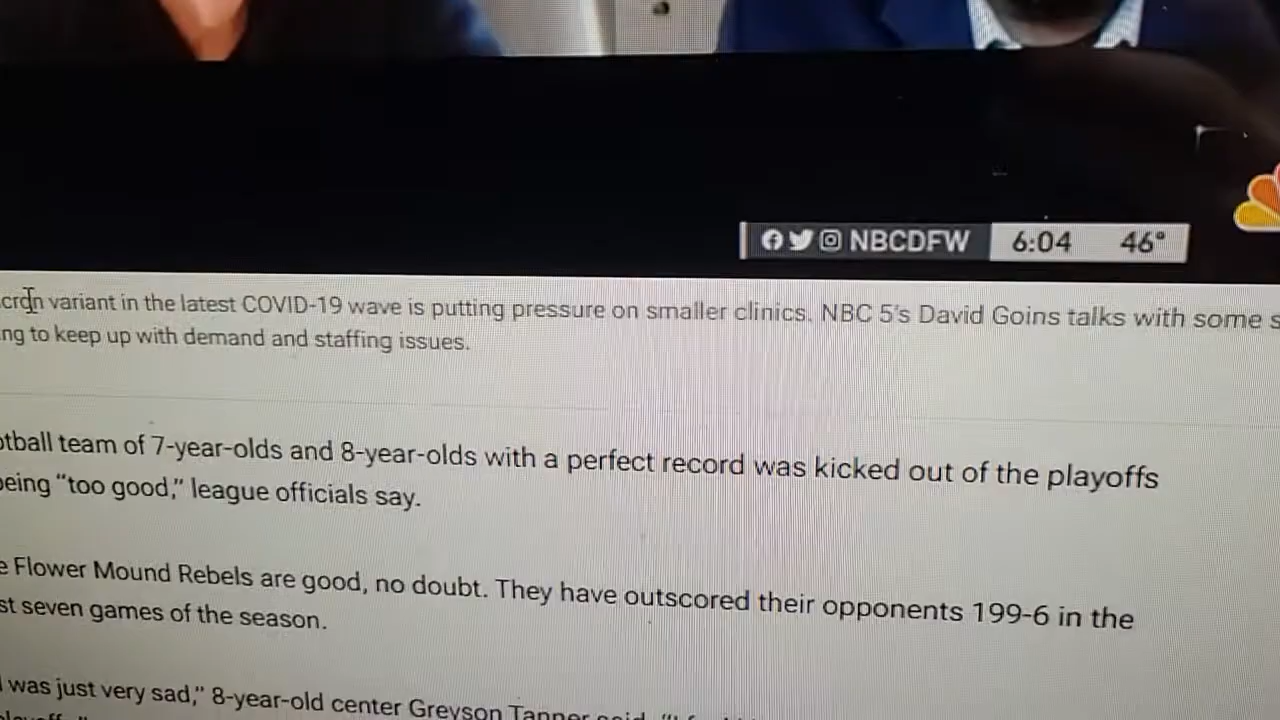 NBCDFW 6:04 46°
variant in the latest COVID-19 wave is putting pressure on smaller clinics. NBC 5's David Goins talks with some s
ng to keep up with demand and staffing issues.
tball team of 7-year-olds and 8-year-olds with a perfect record was kicked out of the playoffs
eing “too good,” league officials say.
e Flower Mound Rebels are good, no doubt. They have outscored their opponents 199-6 in the
st seven games of the season.
was just very sad,” 8-year-old center Greyson Tanner said. “I